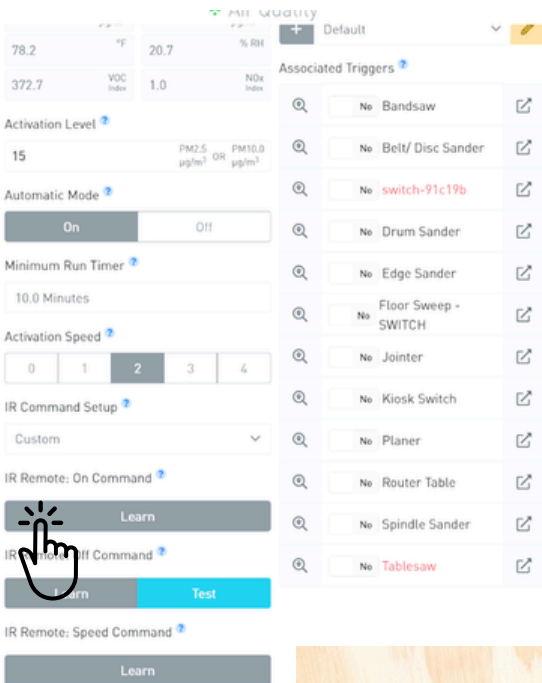 Air Quality
78.2 °F 20.7 % RH
372.7 VOC Index 1.0 NOx Index
Activation Level ?
15 PM2.5 µg/m³ OR PM10.0 µg/m³
Automatic Mode ?
On Off
Minimum Run Timer ?
10.0 Minutes
Activation Speed ?
0 1 2 3 4
IR Command Setup ?
Custom
IR Remote: On Command ?
Learn
IR Remote: Off Command ?
Learn Test
IR Remote: Speed Command ?
Learn
+ Default
Associated Triggers ?
No Bandsaw
No Belt/ Disc Sander
No switch-91c19b
No Drum Sander
No Edge Sander
No Floor Sweep -
SWITCH
No Jointer
No Kiosk Switch
No Planer
No Router Table
No Spindle Sander
No Tablesaw